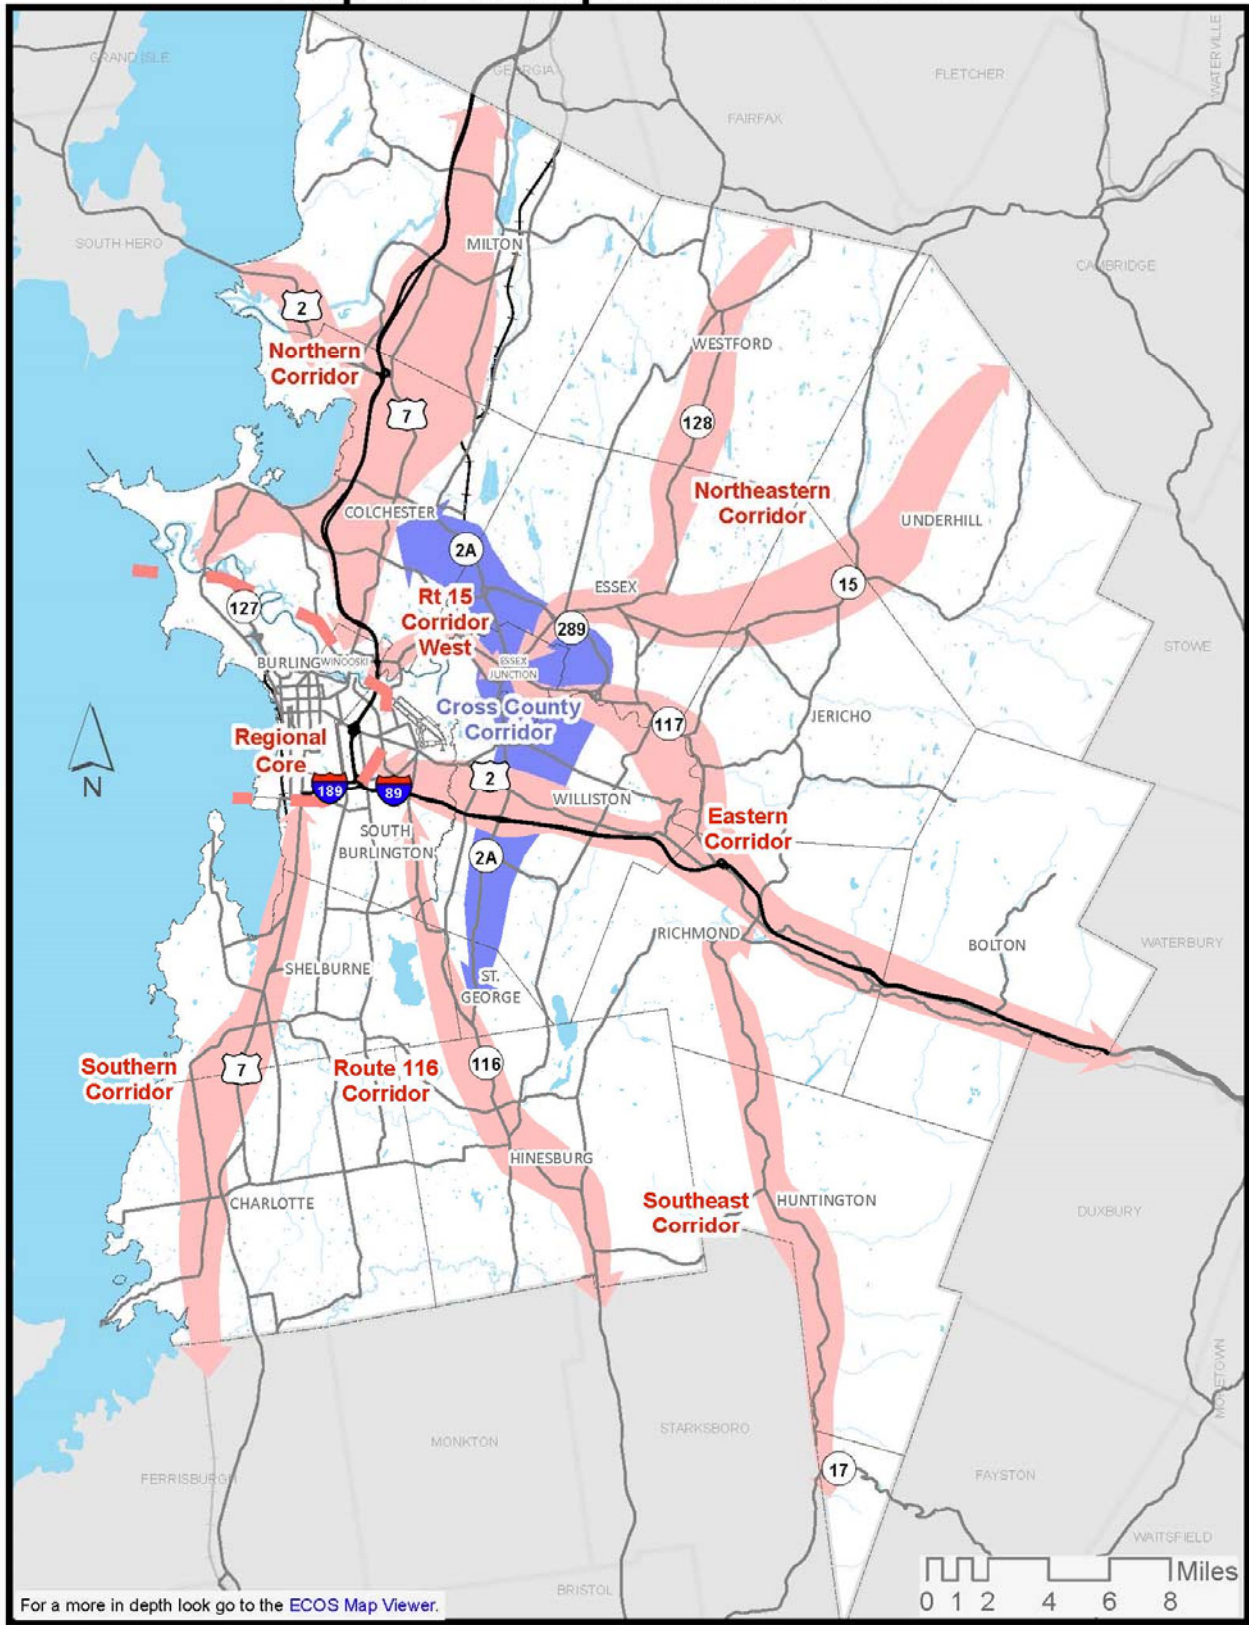 GRAND ISLE
GEORGIA
FLETCHER
WATERVILLE
FAIRFAX
SOUTH HERO
MILTON
CAMBRIDGE
2
Northern
Corridor
WESTFORD
7
128
Northeastern
Corridor
COLCHESTER
UNDERHILL
2A
ESSEX
15
Rt 15
Corridor
West
127
289
STOWE
BURLING
WINOOSKI
ESSEX
JUNCTION
Cross County
Corridor
117
JERICHO
Regional
Core
N
189
89
2
WILLISTON
Eastern
Corridor
SOUTH
BURLINGTON
2A
RICHMOND
BOLTON
WATERBURY
SHELBURNE
ST.
GEORGE
Southern
Corridor
7
Route 116
Corridor
116
HINESBURG
CHARLOTTE
Southeast
Corridor
HUNTINGTON
DUXBURY
MORETOWN
STARKSBORO
MONKTON
17
FERRISBURGH
FAYSTON
WAITSFIELD
BRISTOL
Miles
0 1 2 4 6 8
For a more in depth look go to the ECOS Map Viewer.